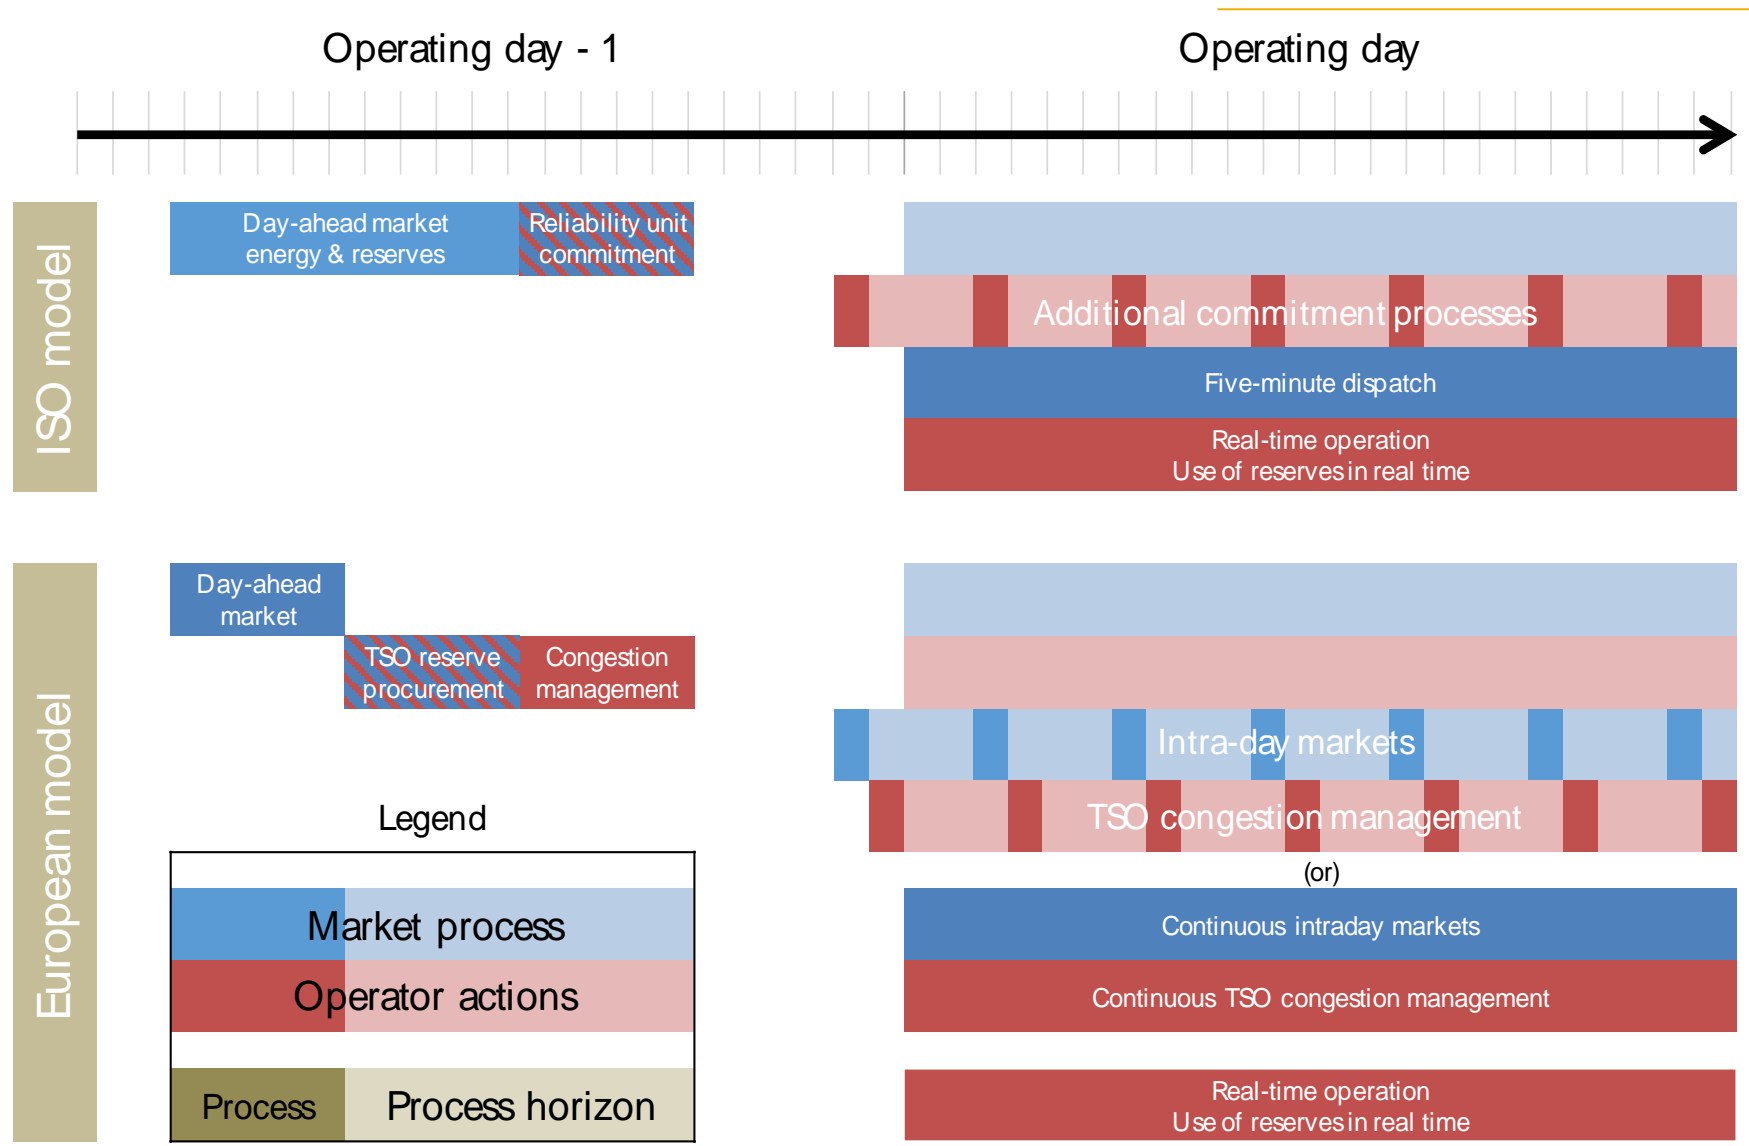 Operating day - 1
Operating day
ISO model
Day-ahead market
energy & reserves
Reliability unit
commitment
Additional commitment processes
Five-minute dispatch
Real-time operation
Use of reserves in real time
European model
Day-ahead
market
TSO reserve
procurement
Congestion
management
Intra-day markets
TSO congestion management
(or)
Continuous intraday markets
Continuous TSO congestion management
Real-time operation
Use of reserves in real time
Legend
Market process
Operator actions
Process
Process horizon